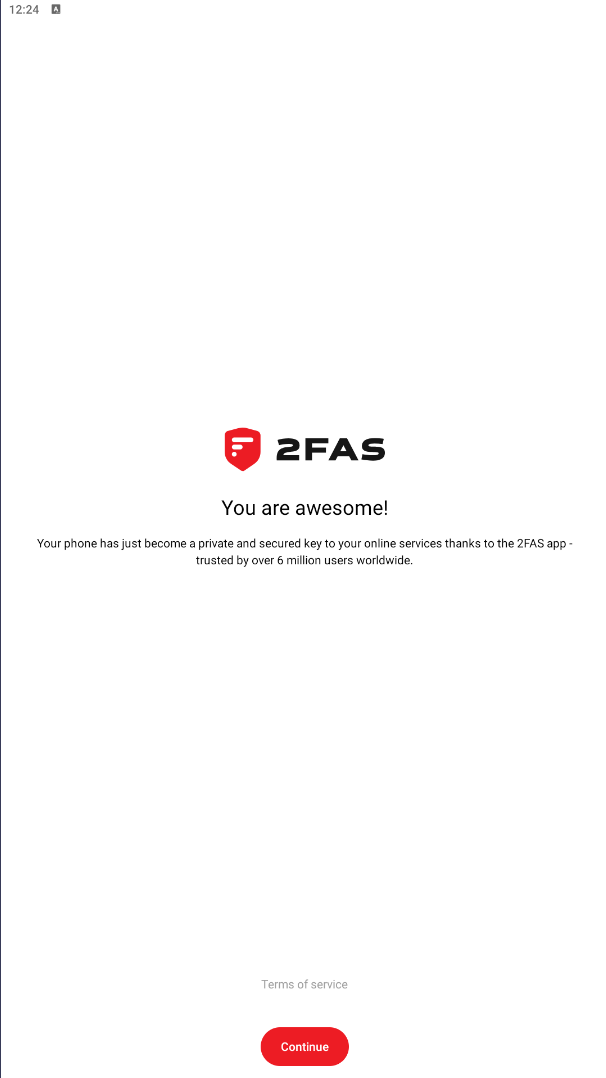 12:24 A
2FAS
You are awesome!
Your phone has just become a private and secured key to your online services thanks to the 2FAS app -
trusted by over 6 million users worldwide.
Terms of service
Continue